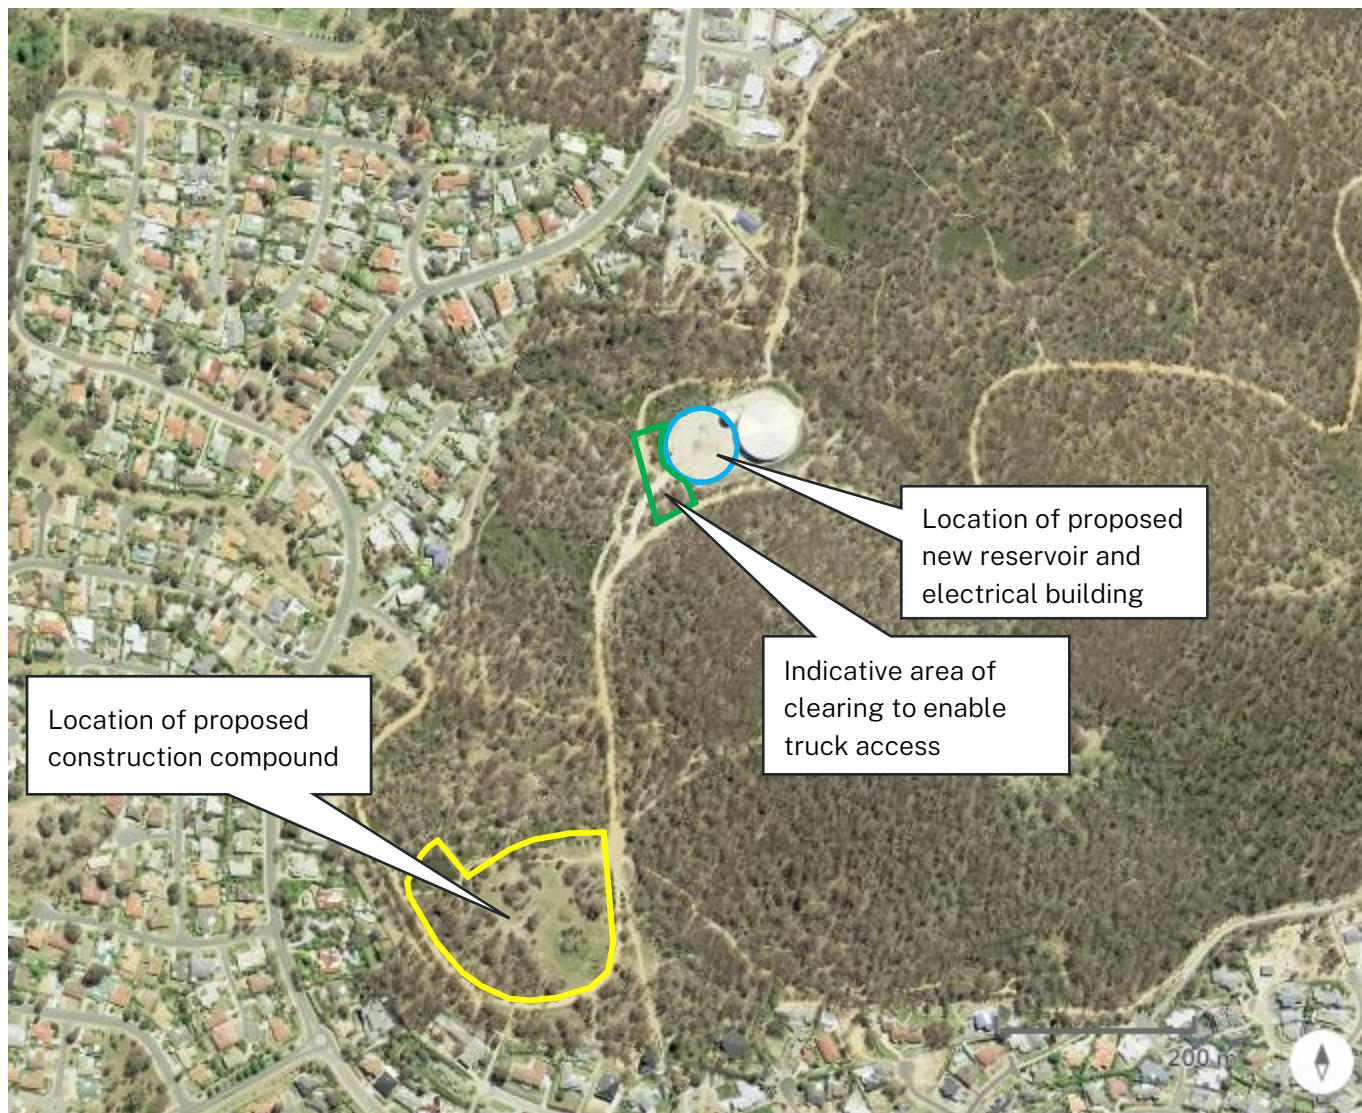 Location of proposed
new reservoir and
electrical building
Indicative area of
clearing to enable
truck access
Location of proposed
construction compound
200 m